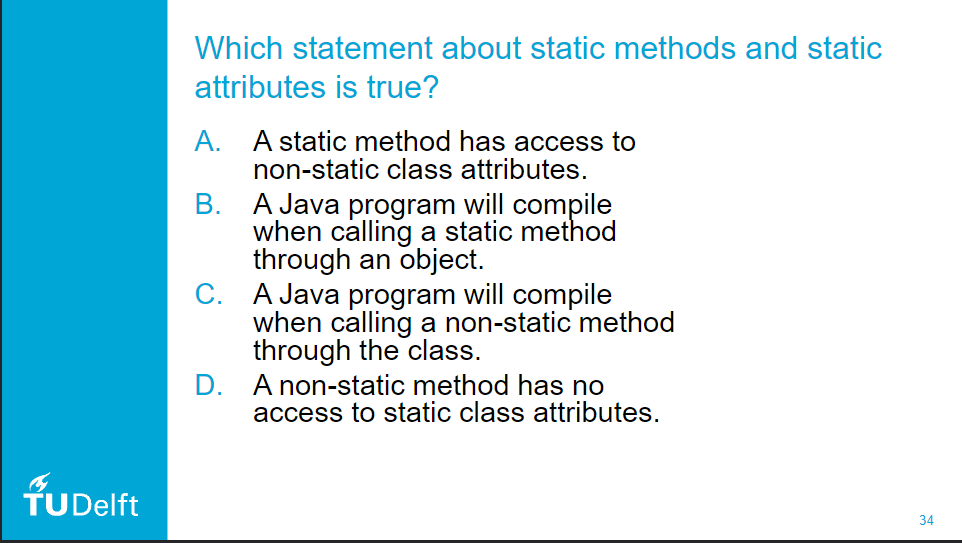 Which statement about static methods and static
attributes is true?
A. A static method has access to
non-static class attributes.
B. A Java program will compile
when calling a static method
through an object.
C. A Java program will compile
when calling a non-static method
through the class.
D. A non-static method has no
access to static class attributes.
TUDelft
34